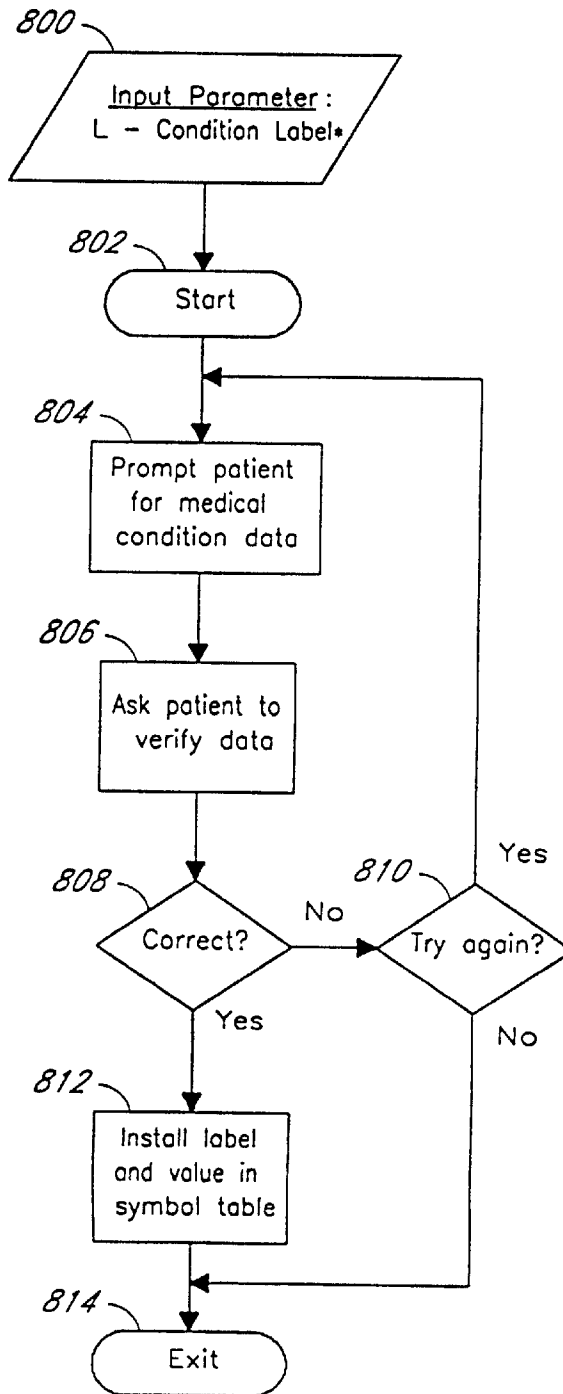 800
Input Parameter :
L – Condition Label*
802
Start
804
Prompt patient
for medical
condition data
806
Ask patient to
verify data
808
Correct?
No
810
Try again?
Yes
Yes
No
812
Install label
and value in
symbol table
814
Exit